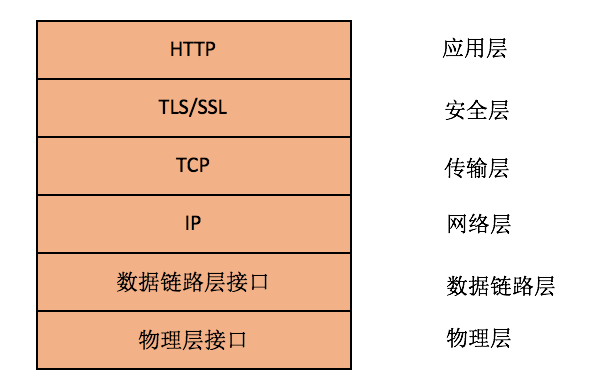 HTTP 应用层
TLS/SSL 安全层
TCP 传输层
IP 网络层
数据链路层接口 数据链路层
物理层接口 物理层